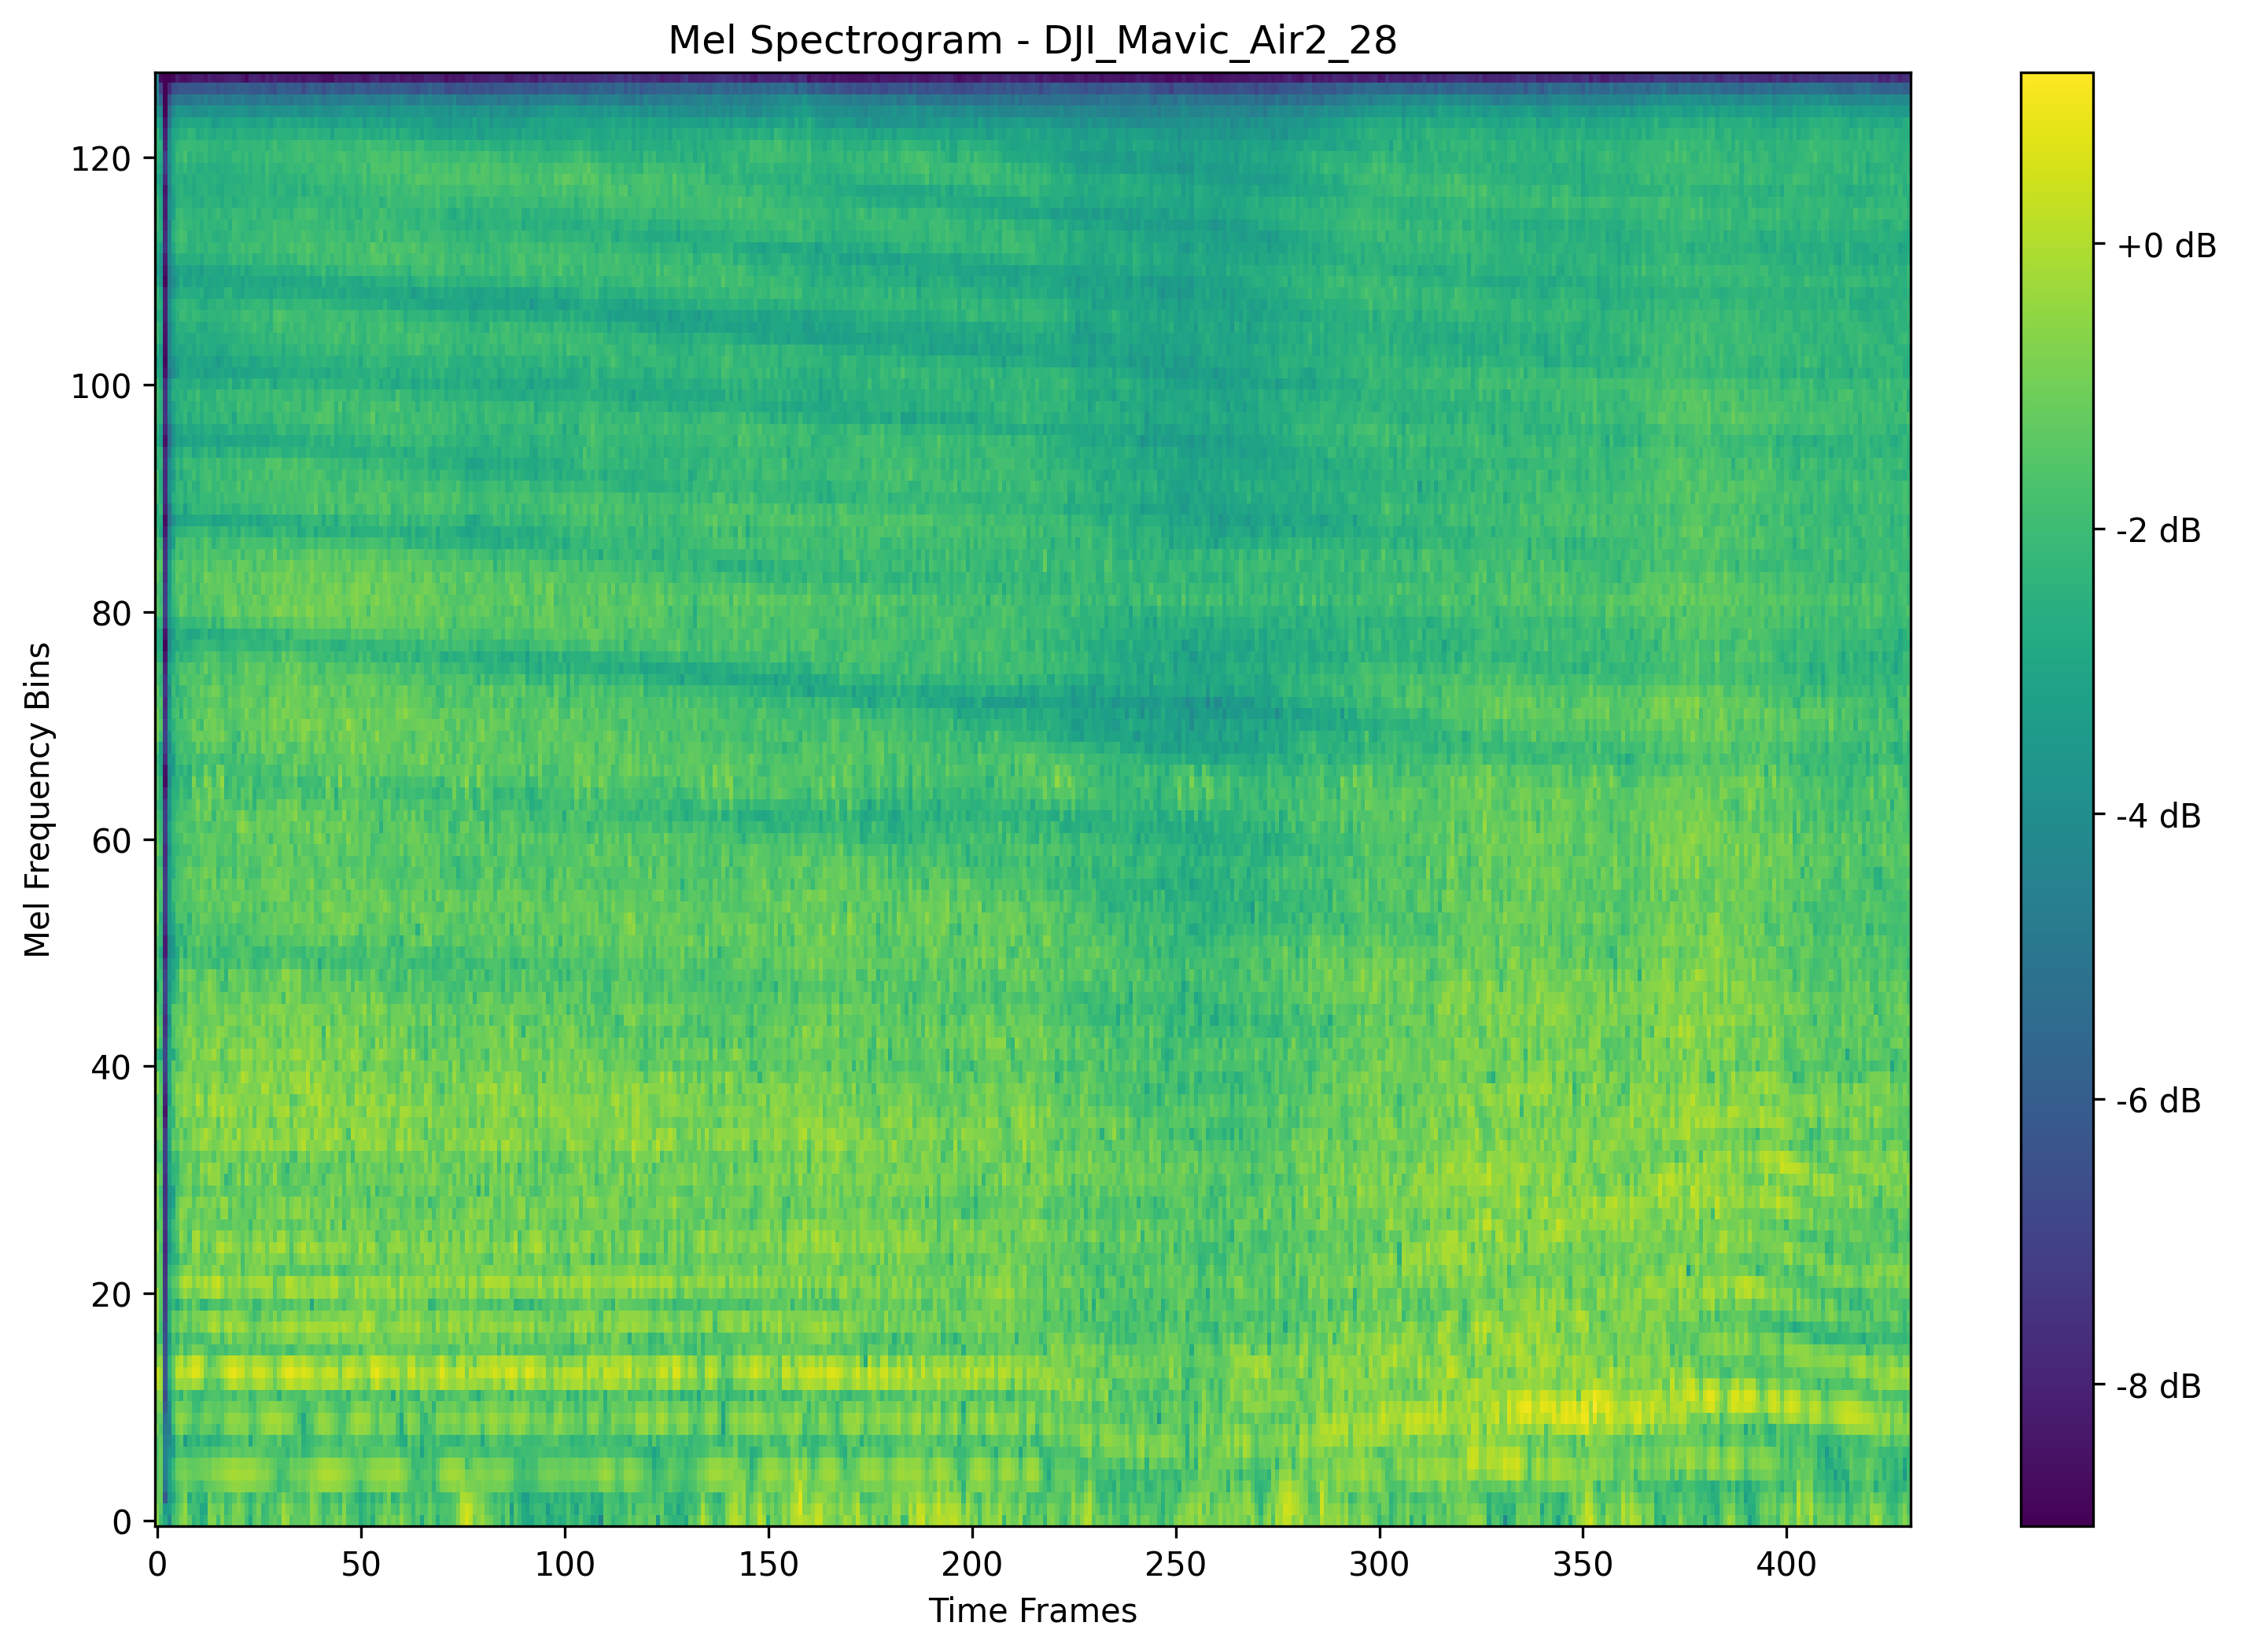 Mel Spectrogram - DJI_Mavic_Air2_28
120
100
80
60
40
20
0
Mel Frequency Bins
0 50 100 150 200 250 300 350 400
Time Frames
+0 dB
-2 dB
-4 dB
-6 dB
-8 dB